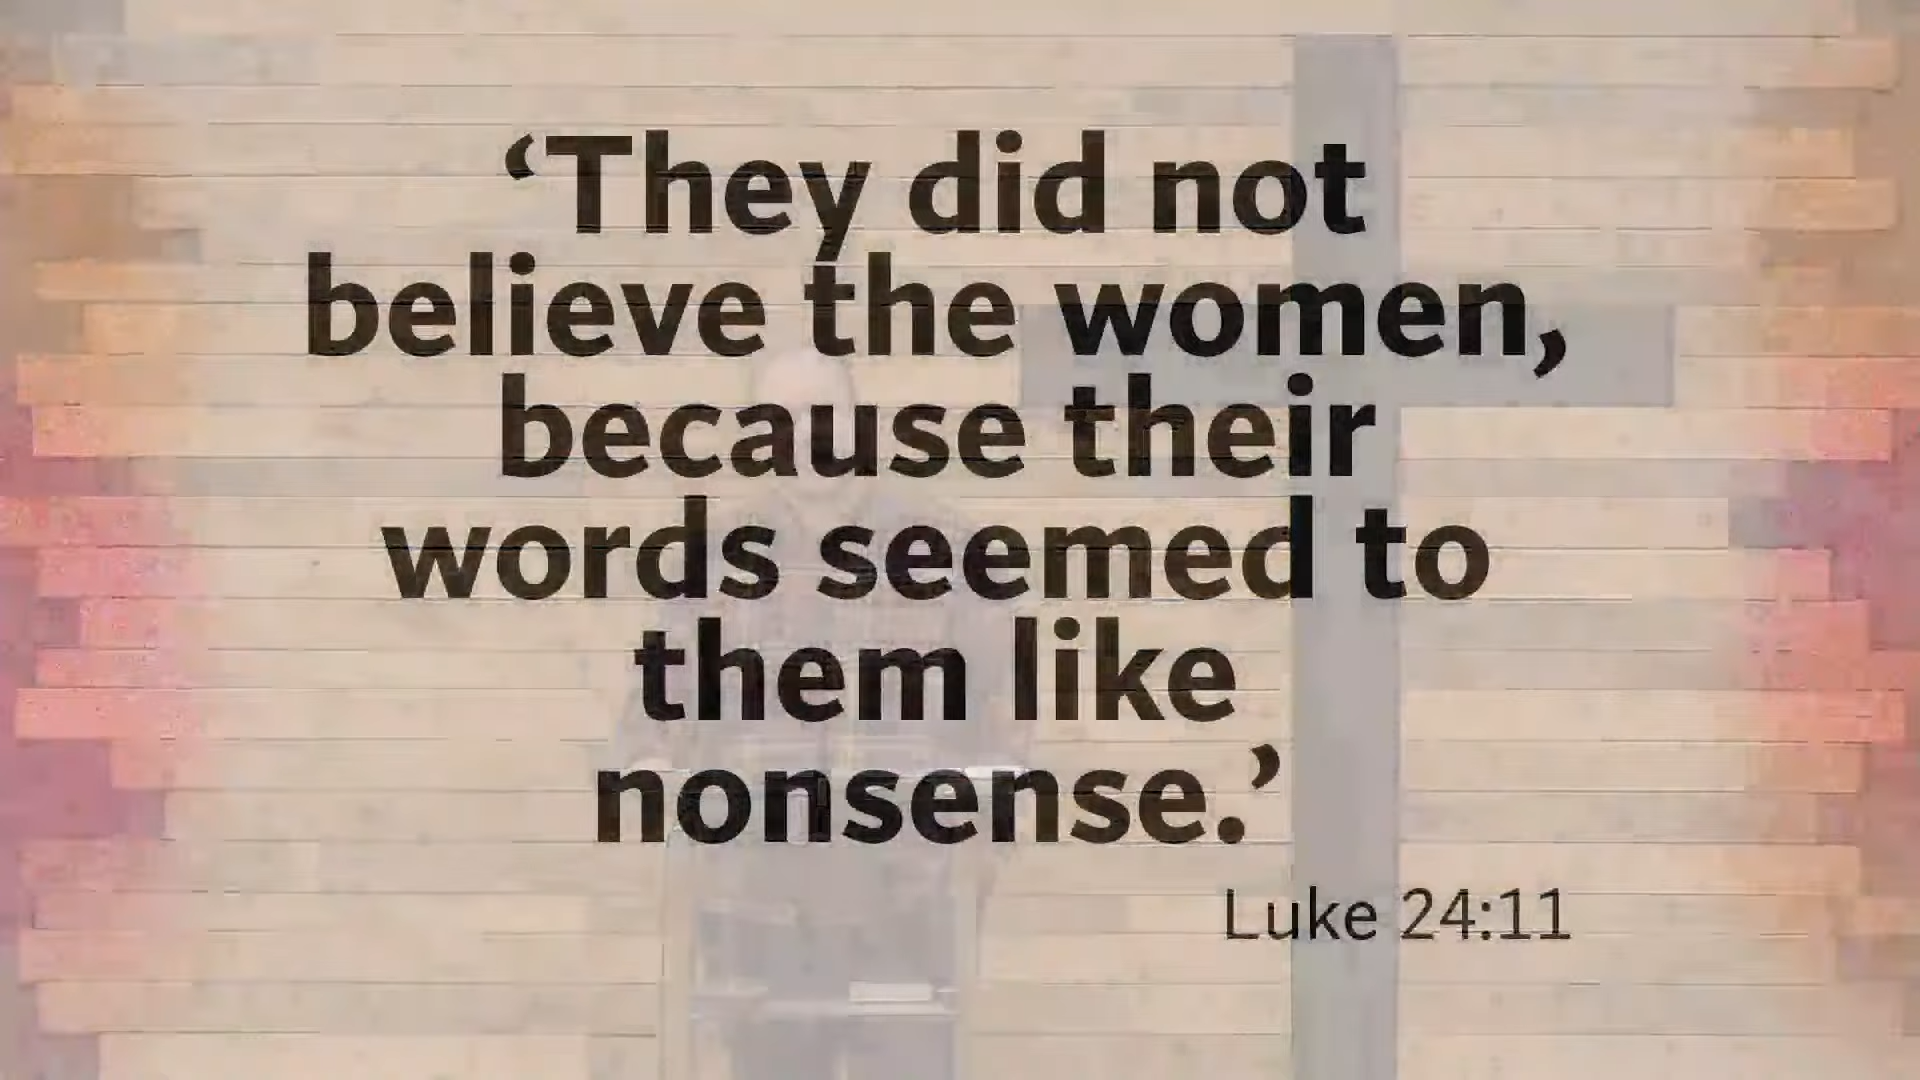 ‘They did not
believe the women,
because their
words seemed to
them like
nonsense.’
Luke 24:11